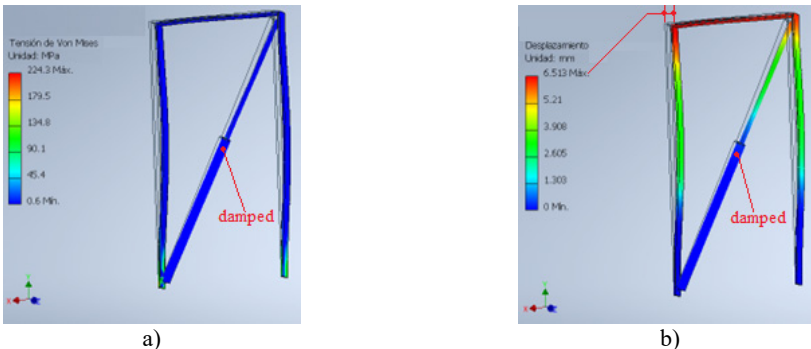 Tensión de Von Mises
Unidad: MPa
224.3 Máx.
179.5
134.8
90.1
45.4
0.6 Mín.
damped
Y
X
Z
a)
Desplazamiento
Unidad: mm
6.513 Máx.
5.21
3.908
2.605
1.303
0 Mín.
damped
Y
X
Z
b)